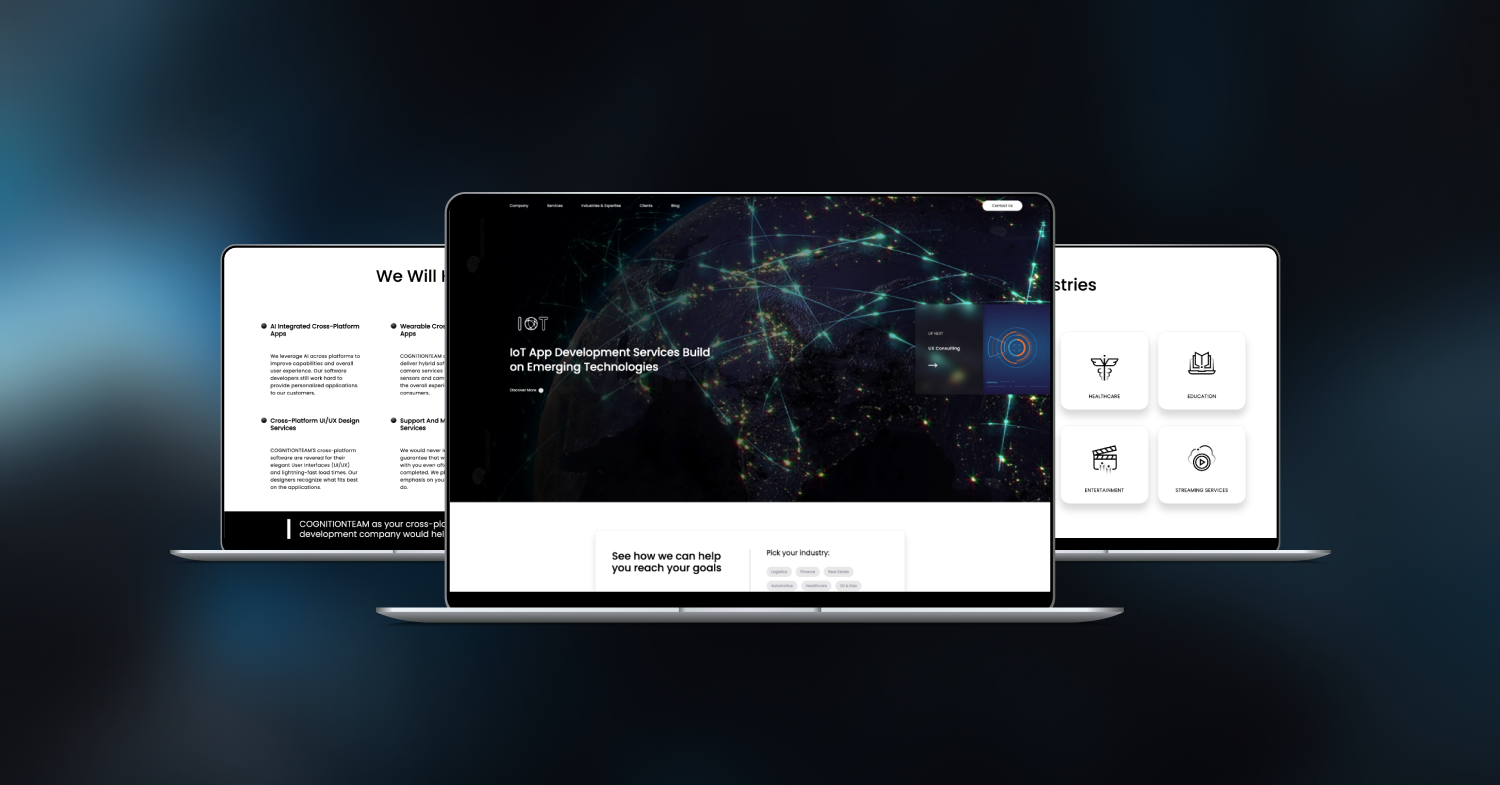 We Will
AI Integrated Cross-Platform
Apps
We leverage AI across platforms to
improve capabilities and overall
user experience. Our software
developers still work hard to
provide personalized applications
to our customers.
Wearable Cros
Apps
COGNITIONTEAM
deliver hybrid sof
camera services
sensors and cam
the overall experi
consumers.
Cross-Platform UI/UX Design
Services
COGNITIONTEAM'S cross-platform
software are revered for their
elegant User Interfaces (UI/UX)
and lightning-fast load times. Our
designers recognize what fits best
on the applications.
Support And M
Services
We would never
guarantee that w
with you even aft
completed. We pl
emphasis on you
do.
COGNITIONTEAM as your cross-pla
development company would hel
Company Services Industries & Expertise Clients Blog Contact Us
IOT
IoT App Development Services Build
on Emerging Technologies
Discover More
UP NEXT
UX Consulting
See how we can help
you reach your goals
Pick your industry:
Logistics Finance Real Estate
Automotive Healthcare Oil & Gas
stries
HEALTHCARE EDUCATION
ENTERTAINMENT STREAMING SERVICES